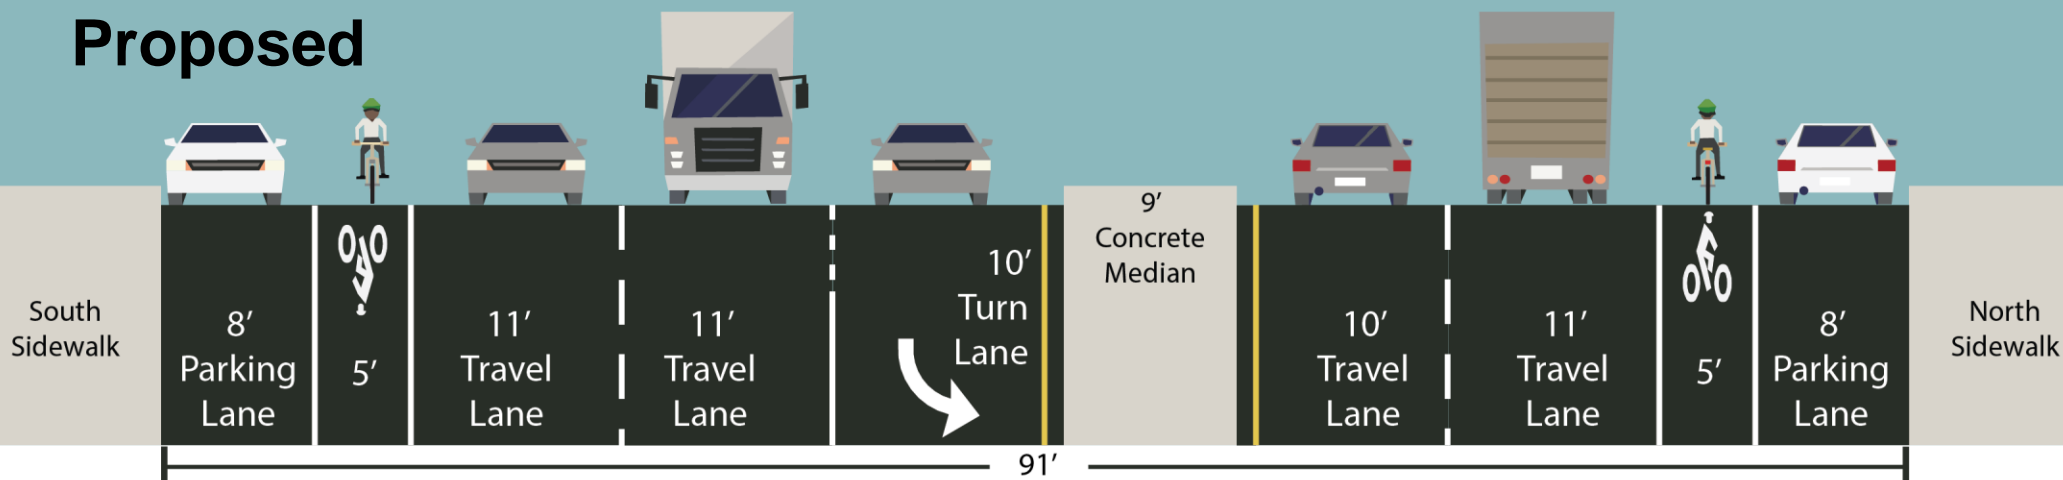 Proposed
South
Sidewalk
8’
Parking
Lane
5’
11’
Travel
Lane
11’
Travel
Lane
10’
Turn
Lane
9’
Concrete
Median
10’
Travel
Lane
11’
Travel
Lane
5’
8’
Parking
Lane
North
Sidewalk
91’